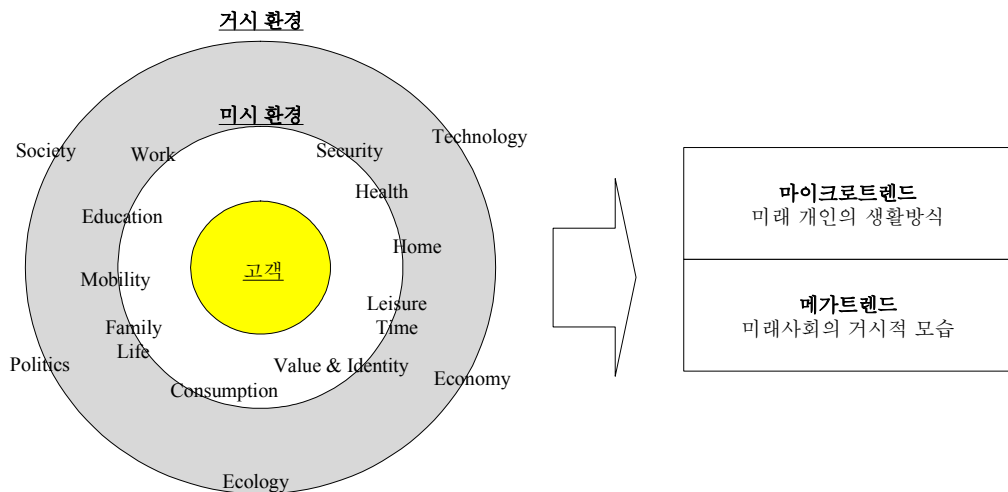 거시 환경
미시 환경
Society
Technology
Work
Security
Health
Education
Home
고객
Mobility
Leisure
Time
Family
Life
Politics
Value & Identity
Economy
Consumption
Ecology
마이크로트렌드
미래 개인의 생활방식
메가트렌드
미래사회의 거시적 모습